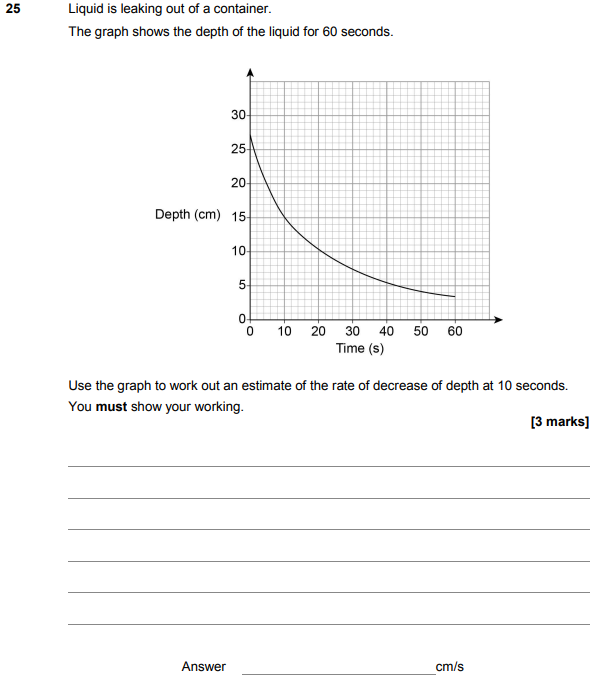 25 Liquid is leaking out of a container.
The graph shows the depth of the liquid for 60 seconds.
30
25
20
Depth (cm) 15
10
5
0
0 10 20 30 40 50 60
Time (s)
Use the graph to work out an estimate of the rate of decrease of depth at 10 seconds.
You must show your working.
[3 marks]
Answer cm/s